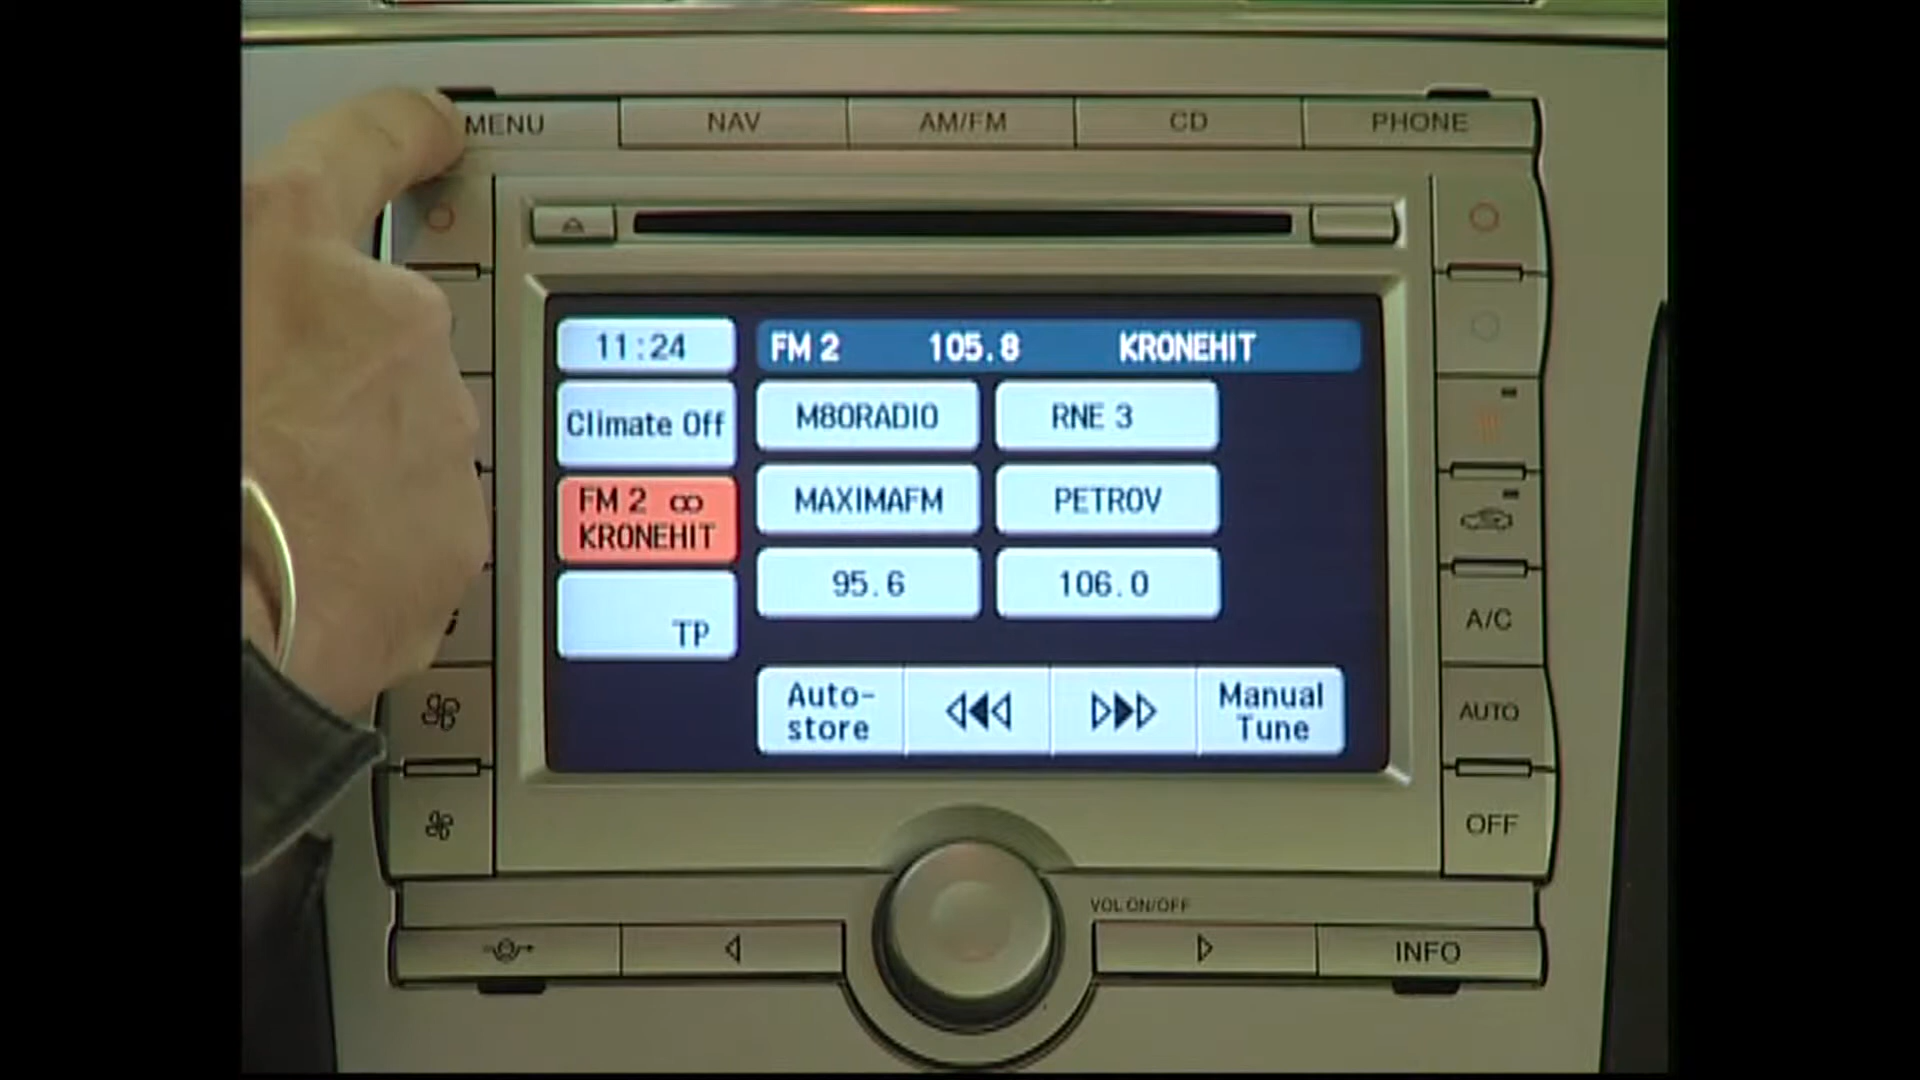 MENU NAV AM/FM CD PHONE
11:24 FM 2 105.8 KRONEHIT
Climate Off M80RADIO RNE 3
FM 2 ꝏ MAXIMAFM PETROV
KRONEHIT
95.6 106.0
TP
Auto-
store
Manual
Tune
A/C
AUTO
OFF
VOL ON/OFF
INFO